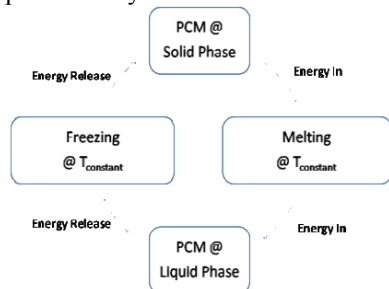 PCM @
Solid Phase
Energy Release
Energy In
Freezing
@ Tconstant
Melting
@ Tconstant
Energy Release
Energy In
PCM @
Liquid Phase